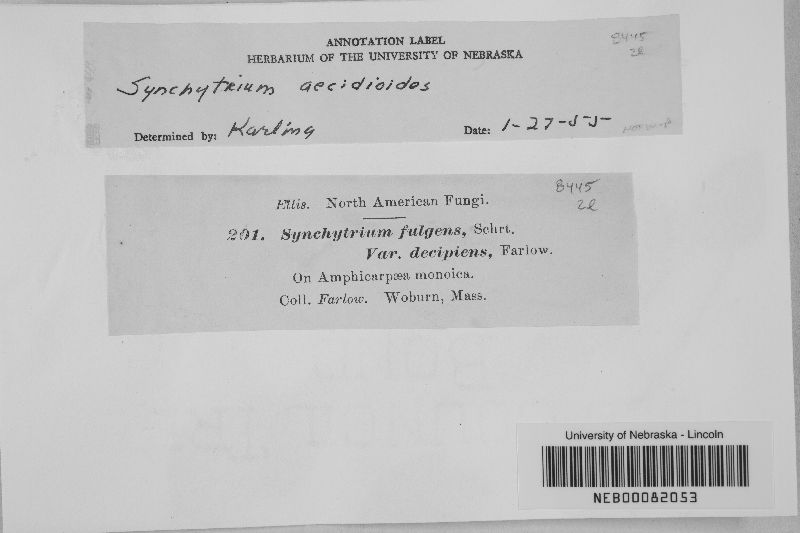 ANNOTATION LABEL
HERBARIUM OF THE UNIVERSITY OF NEBRASKA
8445
Synchytrium aecidioides
Determined by: Karling
Date: 1-27-55
8445
Ellis. North American Fungi.
201. Synchytrium fulgens, Schrt.
Var. decipiens, Farlow.
On Amphicarpæa monoica.
Coll. Farlow. Woburn, Mass.
University of Nebraska - Lincoln
NEB00082053